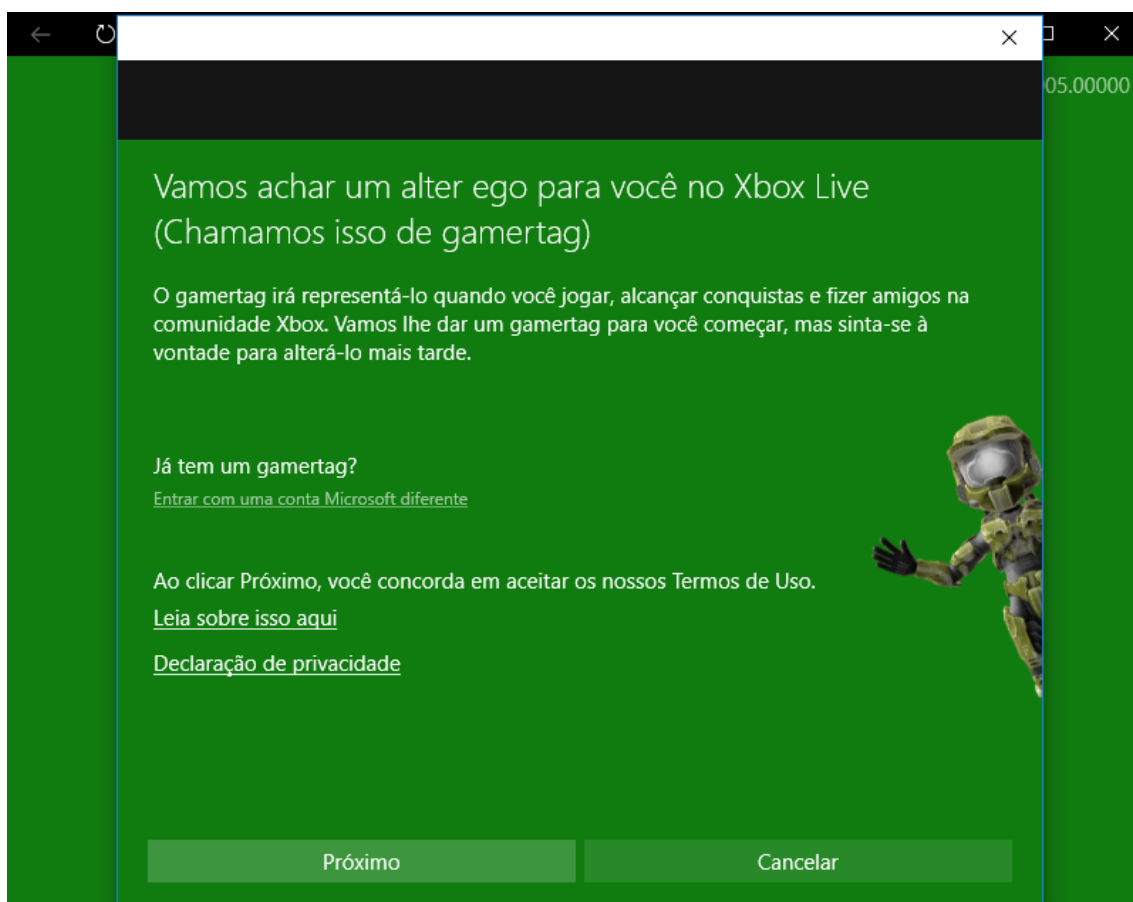 05.00000
Vamos achar um alter ego para você no Xbox Live
(Chamamos isso de gamertag)
O gamertag irá representá-lo quando você jogar, alcançar conquistas e fizer amigos na
comunidade Xbox. Vamos lhe dar um gamertag para você começar, mas sinta-se à
vontade para alterá-lo mais tarde.
Já tem um gamertag?
Entrar com uma conta Microsoft diferente
Ao clicar Próximo, você concorda em aceitar os nossos Termos de Uso.
Leia sobre isso aqui
Declaração de privacidade
Próximo
Cancelar